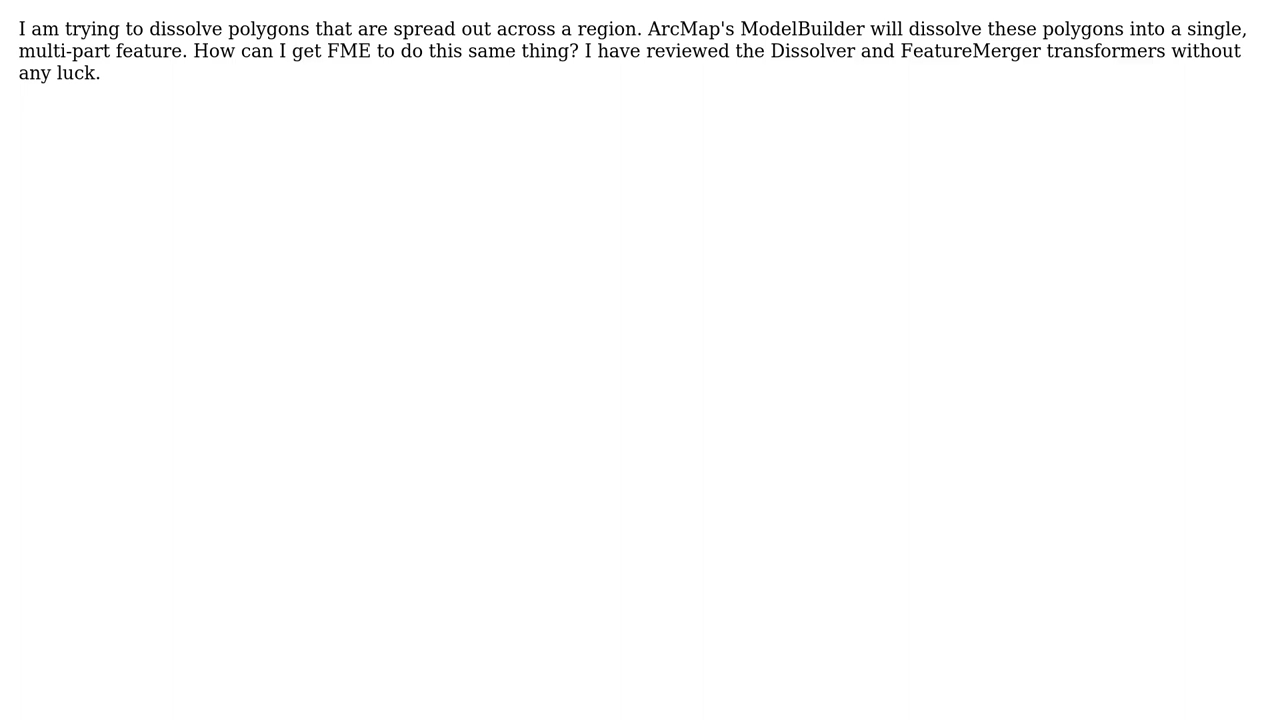 I am trying to dissolve polygons that are spread out across a region. ArcMap's ModelBuilder will dissolve these polygons into a single,
multi-part feature. How can I get FME to do this same thing? I have reviewed the Dissolver and FeatureMerger transformers without
any luck.